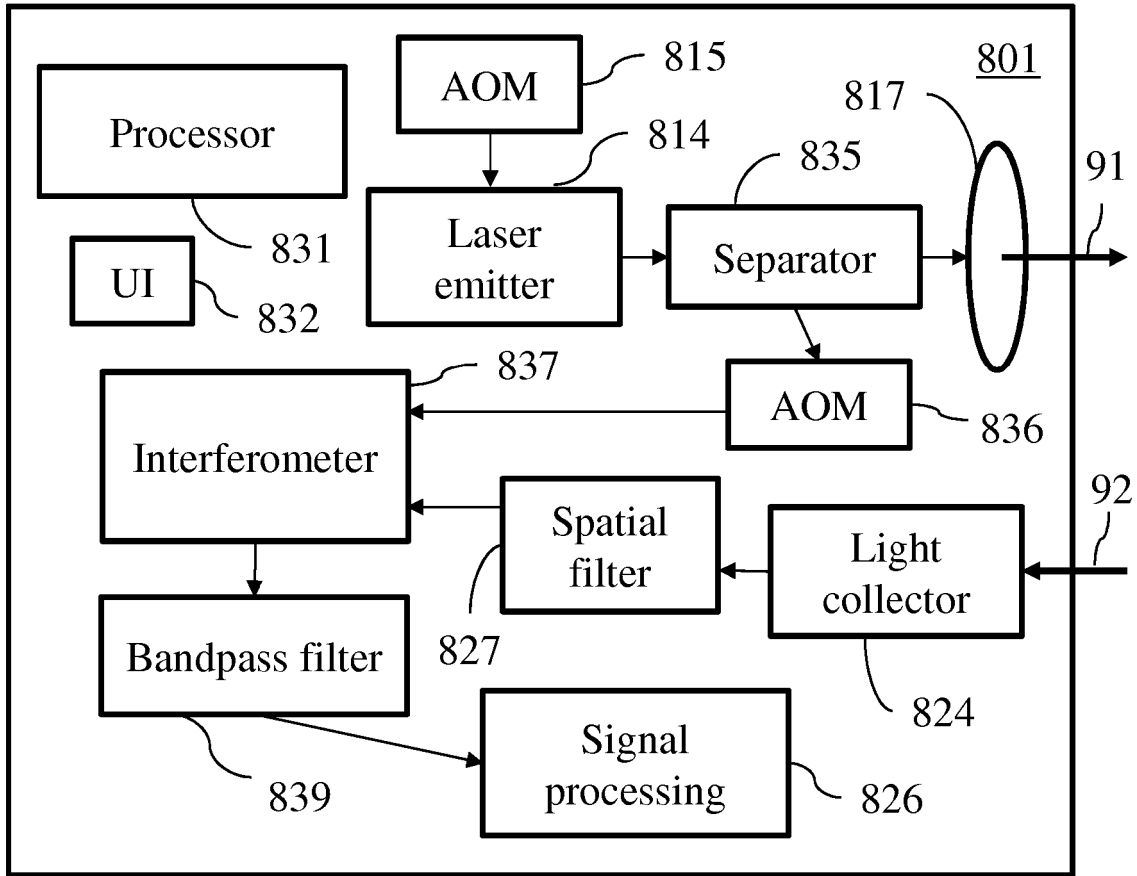 801
AOM
815
Processor
831
814
835
817
91
Laser
emitter
Separator
UI
832
837
AOM
836
Interferometer
92
Spatial
filter
827
Light
collector
824
Bandpass filter
839
Signal
processing
826